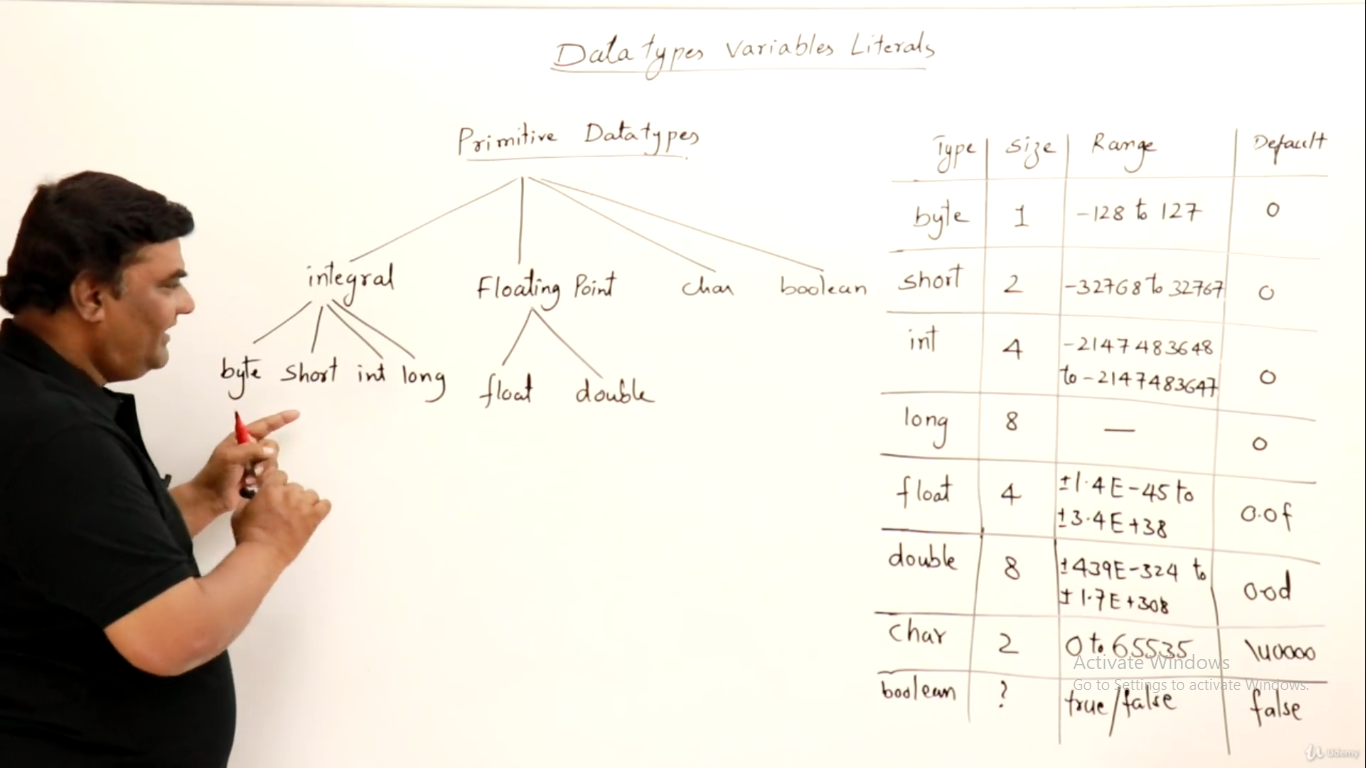 Datatypes Variables Literals
Primitive Datatypes
integral Floating Point char boolean
byte short int long float double
Type Size Range Default
byte 1 -128 to 127 0
short 2 -32768 to 32767 0
int 4 -2147483648
to -2147483647 0
long 8 — 0
float 4 ±1.4E-45 to
±3.4E+38 0.0f
double 8 ±439E-324 to
±1.7E+308 0.0d
char 2 0 to 65535 \u0000
boolean ? true/false false
Activate Windows
Go to Settings to activate Windows.
Udemy